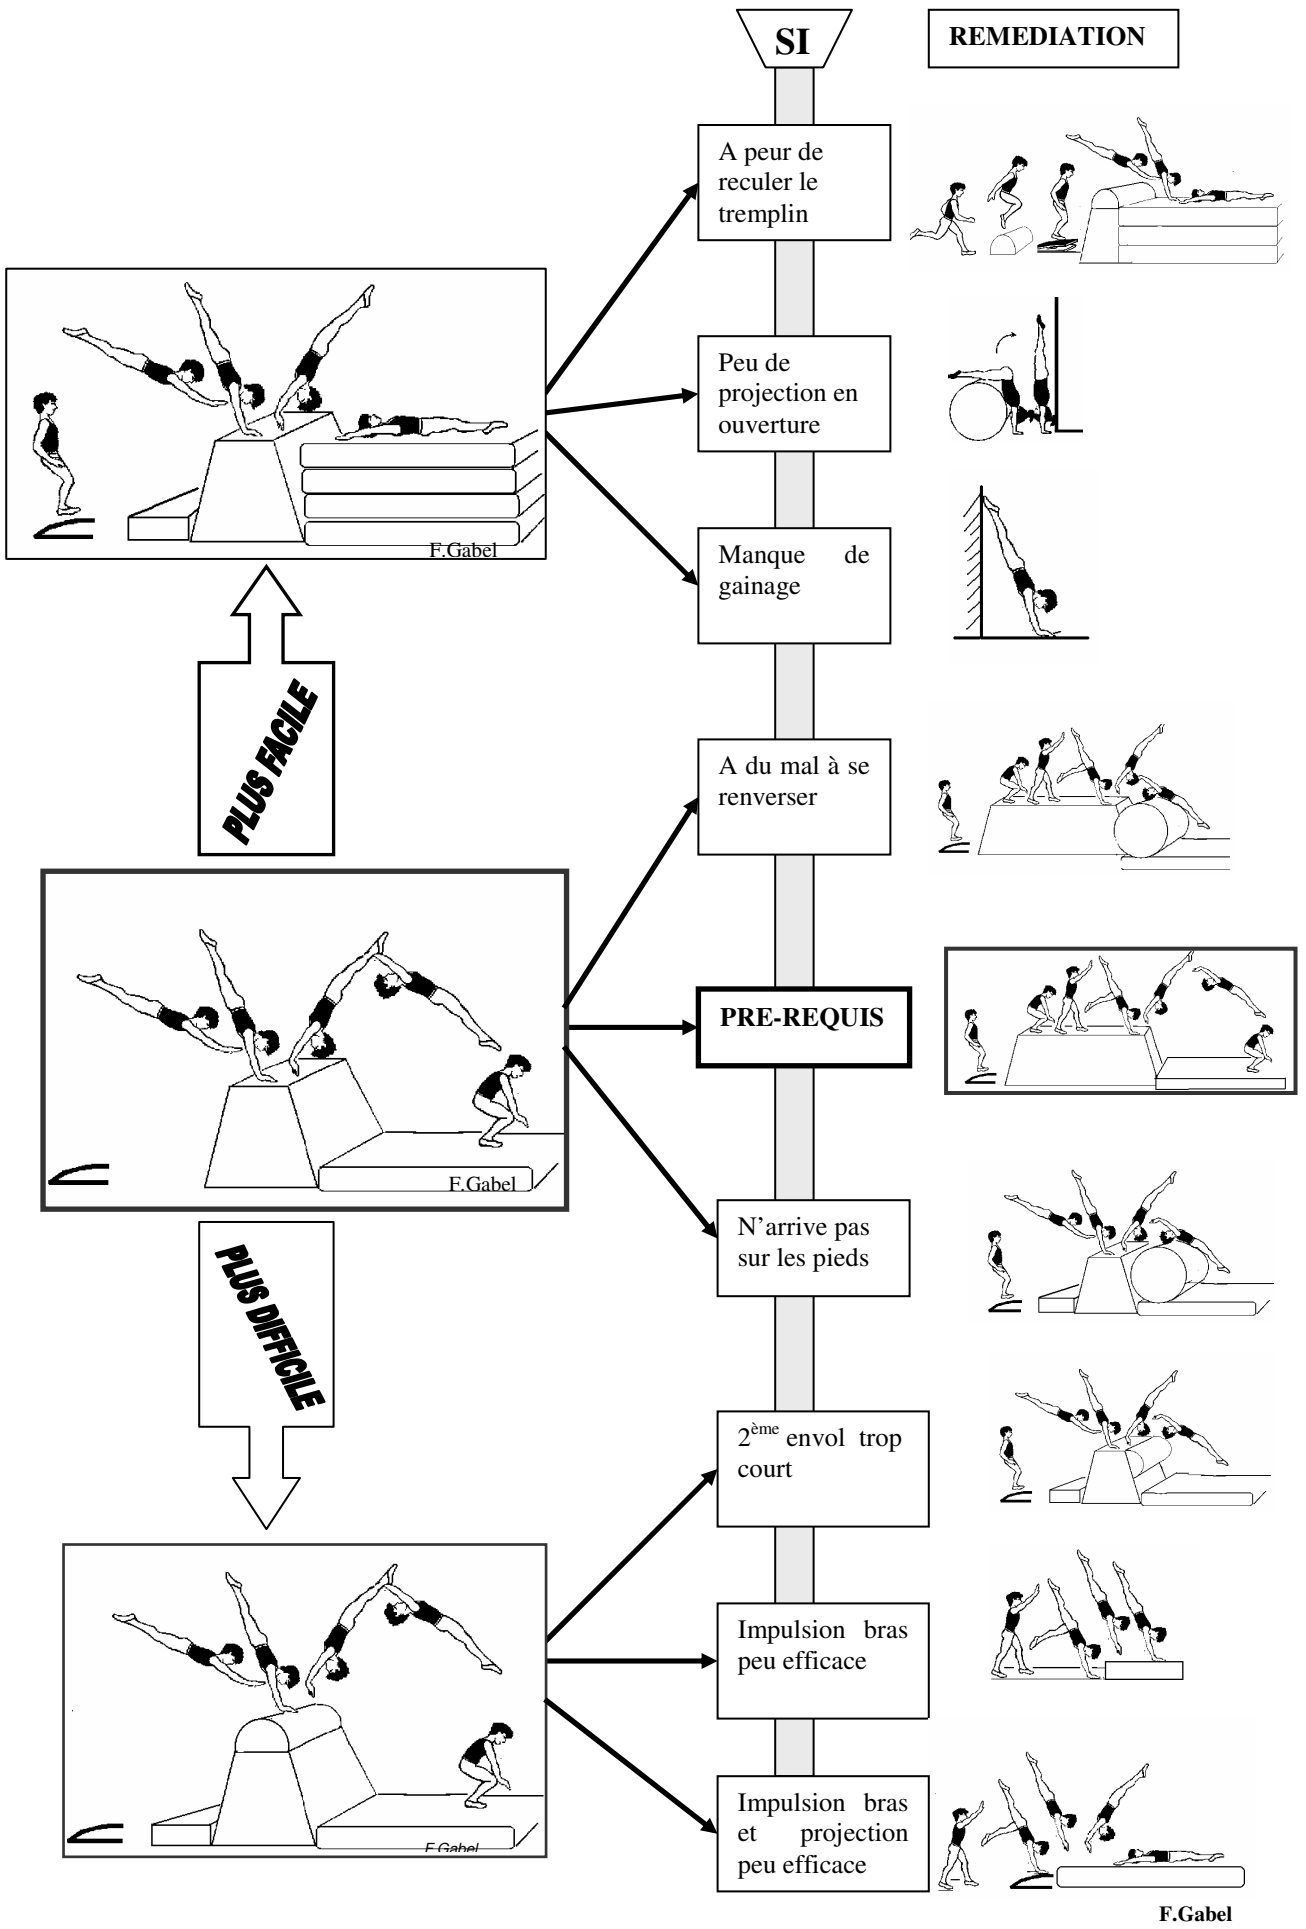 SI
REMEDIATION
A peur de
reculer le
tremplin
Peu de
projection en
ouverture
F.Gabel
Manque de
gainage
PLUS FACILE
A du mal à se
renverser
PRE-REQUIS
F.Gabel
N'arrive pas
sur les pieds
PLUS DIFFICILE
2ème envol trop
court
Impulsion bras
peu efficace
Impulsion bras
et projection
peu efficace
F.Gabel
F.Gabel